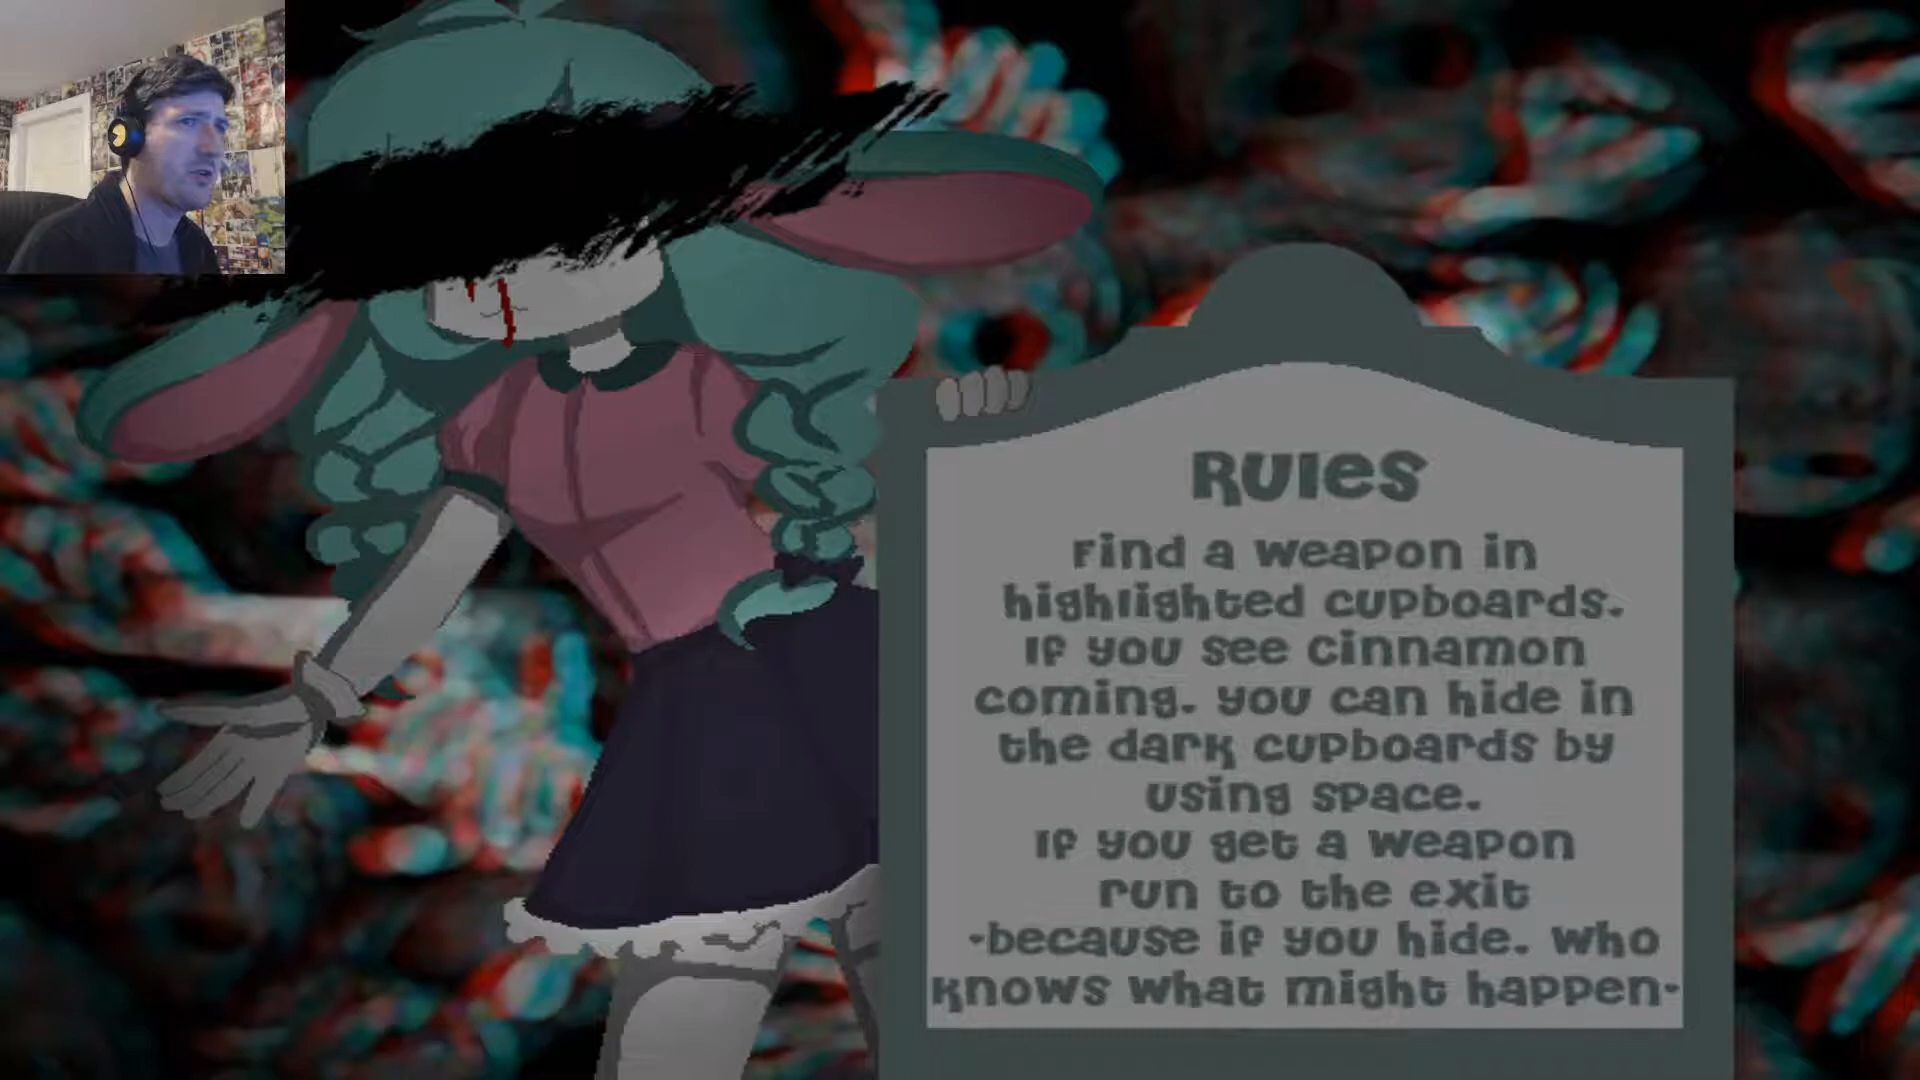 RULES
Find a weapon in
highlighted cupboards.
If you see Cinnamon
coming. you can hide in
the dark cupboards by
using space.
If you get a weapon
run to the exit
-because if you hide. who
knows what might happen-